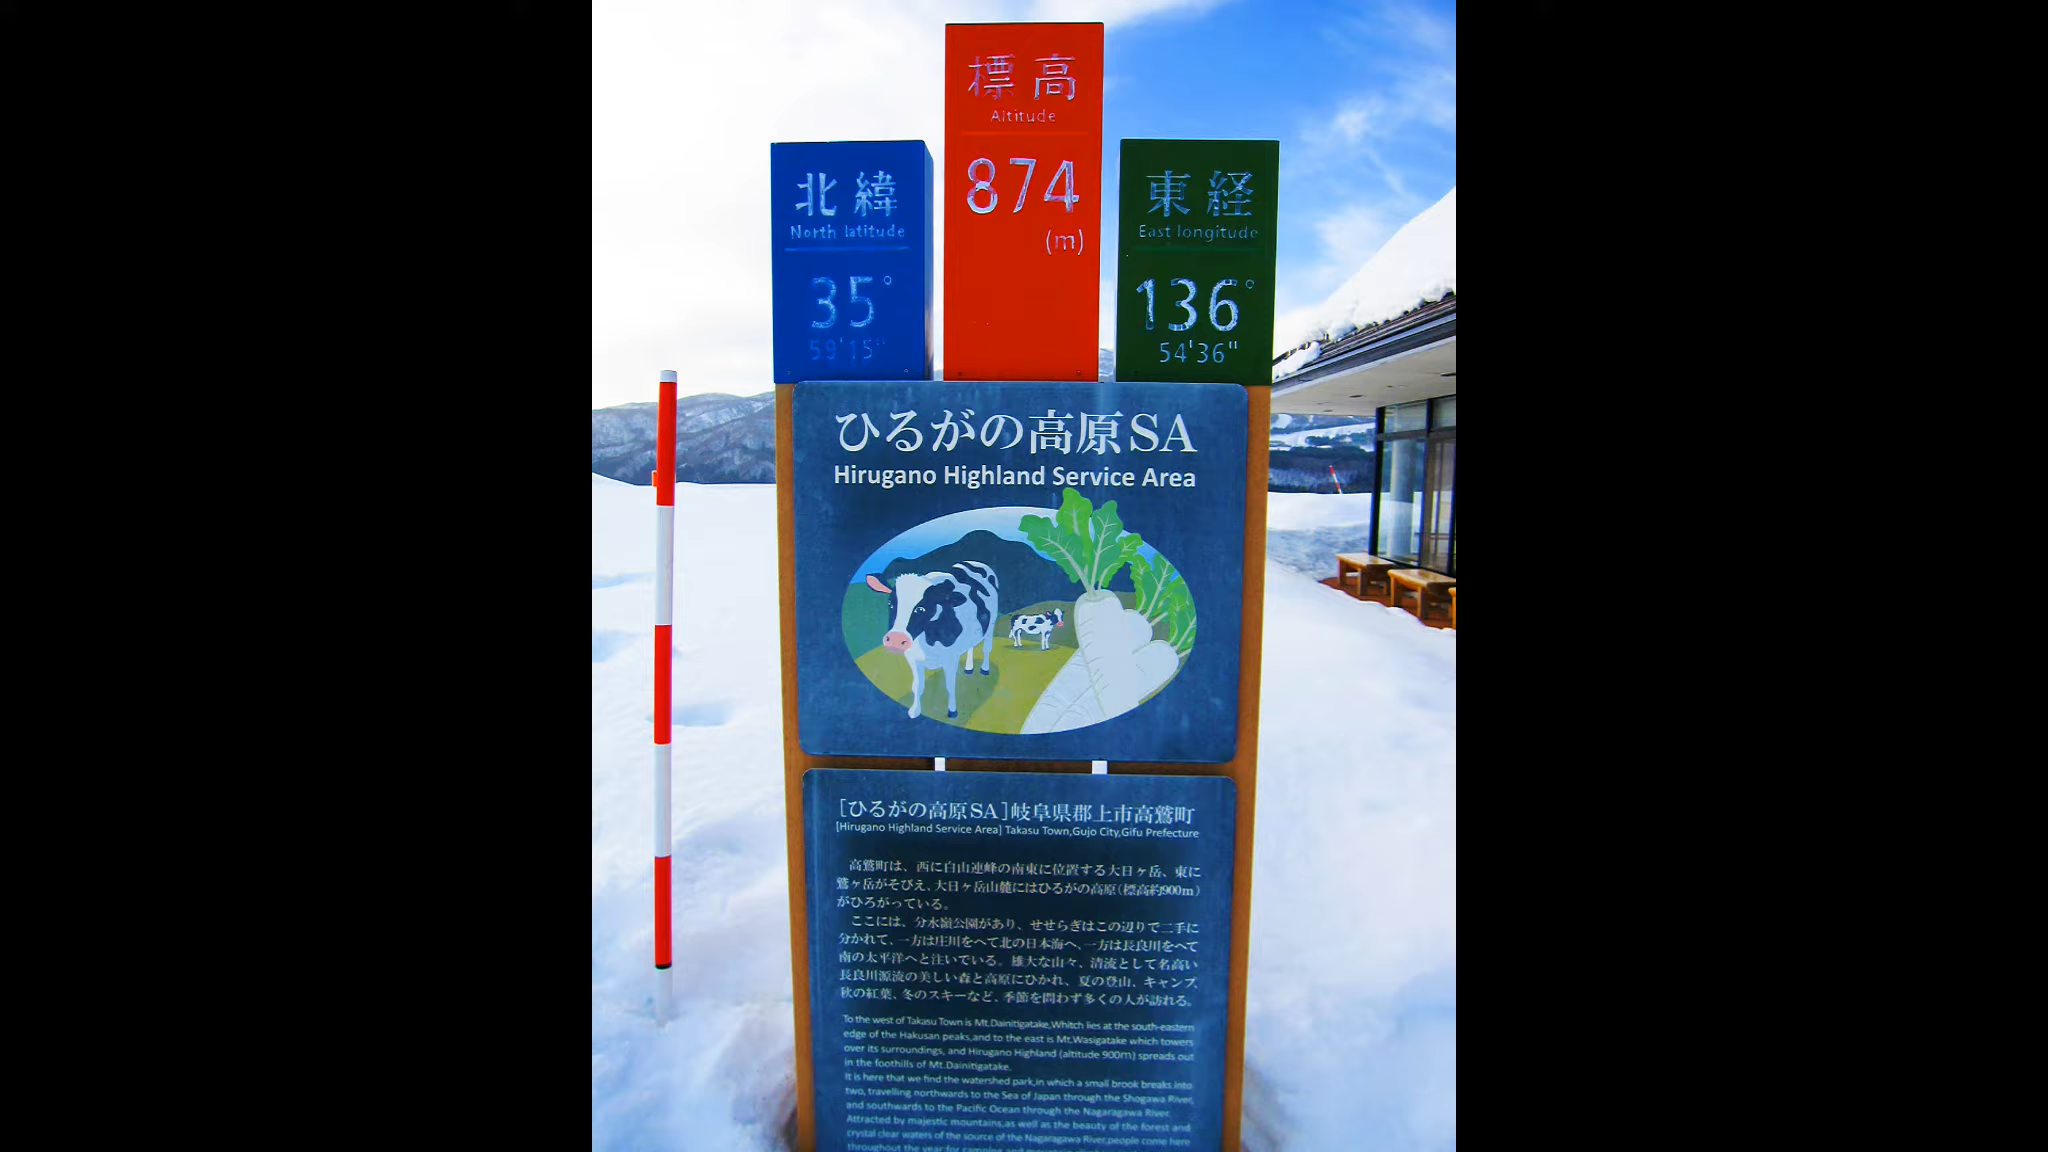 標高
Altitude
874
(m)
北緯
North latitude
35°
59'15"
東経
East longitude
136°
54'36"
ひるがの高原SA
Hirugano Highland Service Area
[ひるがの高原SA]岐阜県郡上市高鷲町
[Hirugano Highland Service Area] Takasu Town,Gujo City,Gifu Prefecture
高鷲町は、西に白山連峰の南東に位置する大日ヶ岳、東に
鷲ヶ岳がそびえ、大日ヶ岳山麓にはひるがの高原(標高約900m)
がひろがっている。
ここには、分水嶺公園があり、せせらぎはこの辺りで二手に
分かれて、一方は庄川をへて北の日本海へ、一方は長良川をへて
南の太平洋へと注いでいる。雄大な山々、清流として名高い
長良川源流の美しい森と高原にひかれ、夏の登山、キャンプ、
秋の紅葉、冬のスキーなど、季節を問わず多くの人が訪れる。
To the west of Takasu Town is Mt.Dainitigatake,Whitch lies at the south-eastern
edge of the Hakusan peaks,and to the east is Mt.Wasigatake which towers
over its surroundings, and Hirugano Highland (altitude 900m) spreads out
in the foothills of Mt.Dainitigatake.
It is here that we find the watershed park,in which a small brook breaks into
two, travelling northwards to the Sea of Japan through the Shogawa River,
and southwards to the Pacific Ocean through the Nagaragawa River.
Attracted by majestic mountains,as well as the beauty of the forest and
crystal clear waters of the source of the Nagaragawa River,people come here
throughout the year for camping and mountain